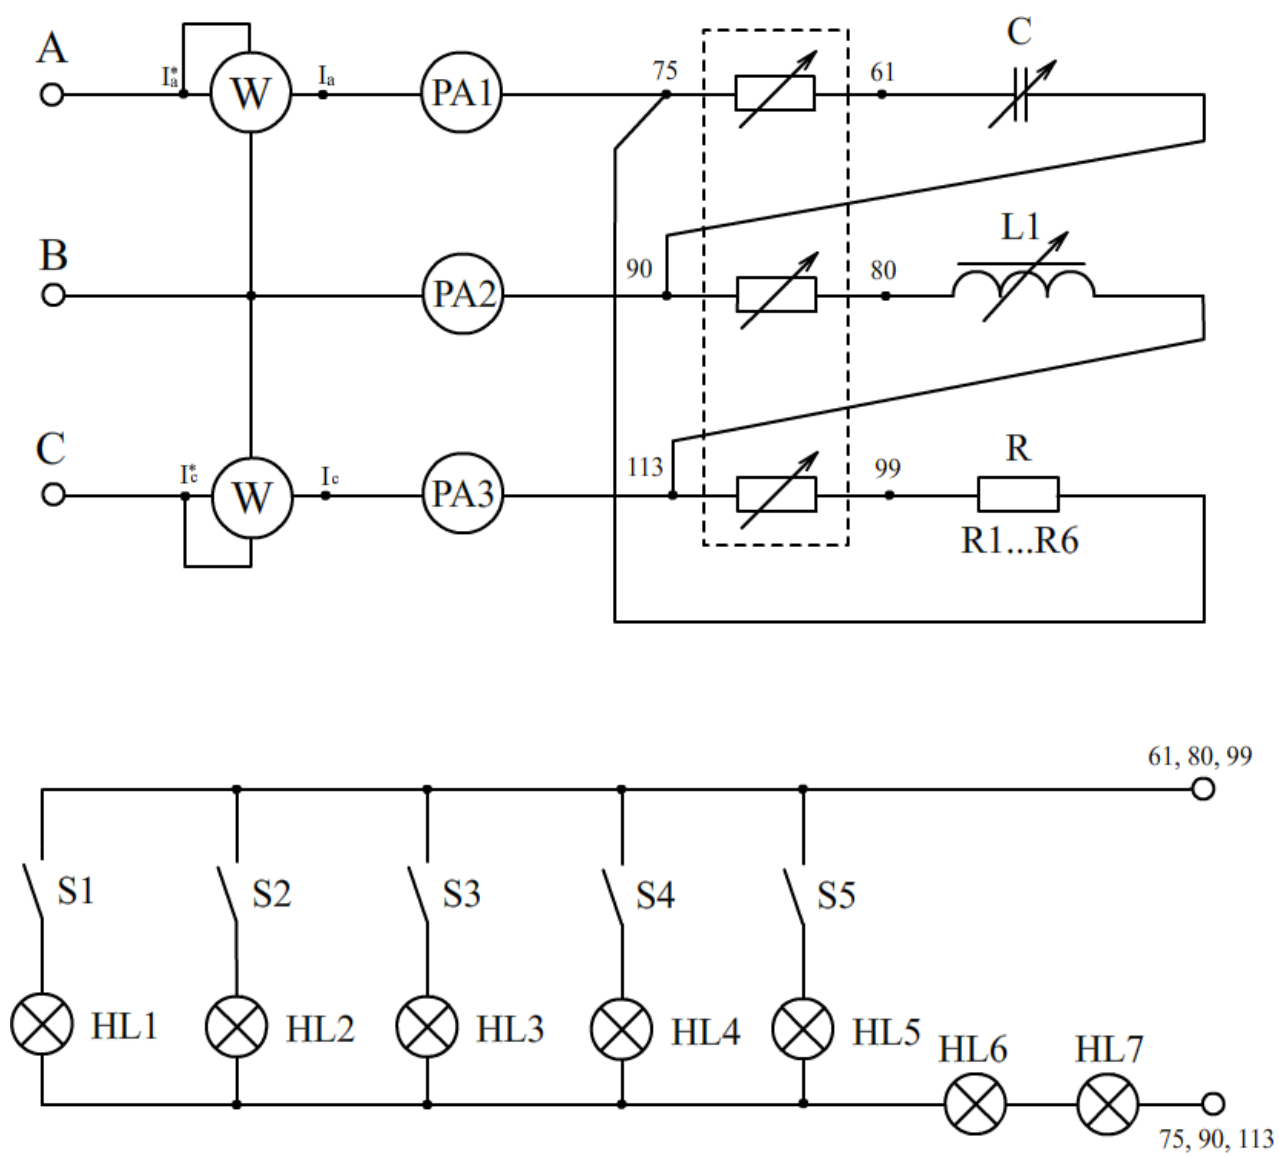 A
I*a
W
Ia
PA1
75
61
C
B
PA2
90
80
L1
C
I*c
W
Ic
PA3
113
99
R
R1...R6
61, 80, 99
S1
S2
S3
S4
S5
HL1
HL2
HL3
HL4
HL5
HL6
HL7
75, 90, 113